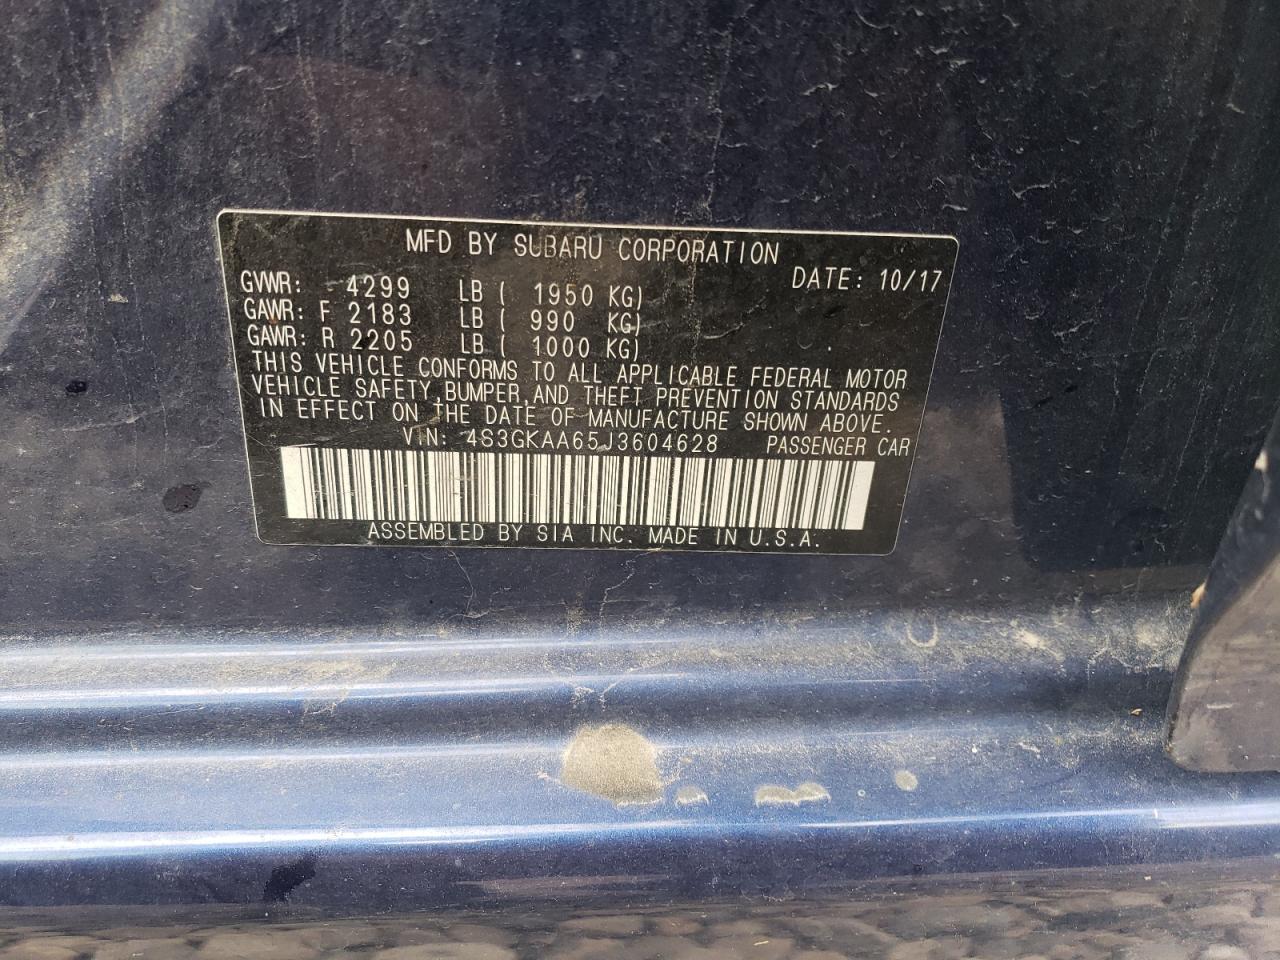 MFD BY SUBARU CORPORATION
DATE: 10/17
GVWR: 4299 LB ( 1950 KG)
GAWR: F 2183 LB ( 990 KG)
GAWR: R 2205 LB ( 1000 KG)
THIS VEHICLE CONFORMS TO ALL APPLICABLE FEDERAL MOTOR
VEHICLE SAFETY, BUMPER, AND THEFT PREVENTION STANDARDS
IN EFFECT ON THE DATE OF MANUFACTURE SHOWN ABOVE.
VIN: 4S3GKAA65J3604628 PASSENGER CAR
ASSEMBLED BY SIA INC. MADE IN U.S.A.